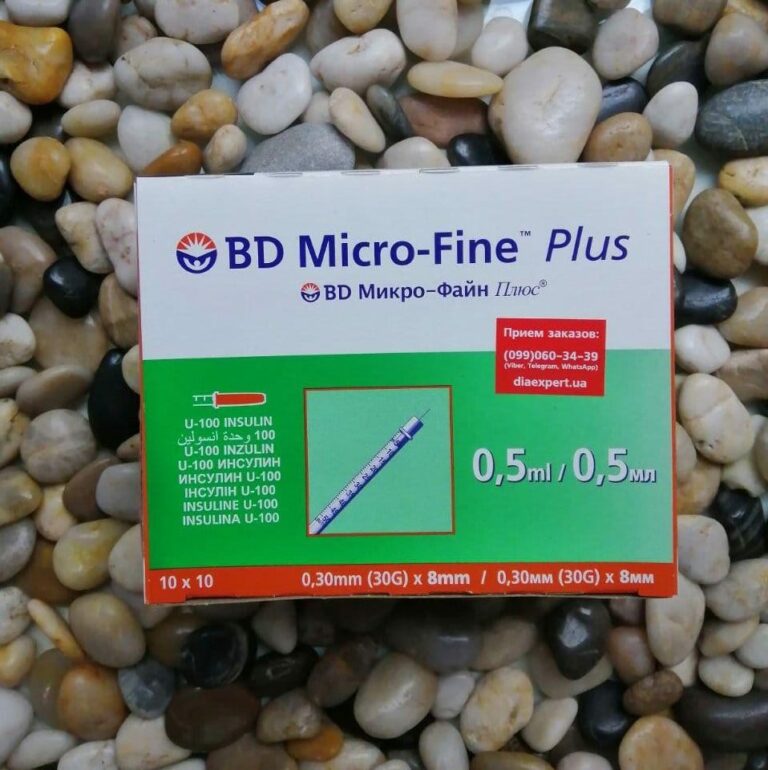 BD Micro-Fine™ Plus
BD Микро-Файн Плюс®
Прием заказов:
(099)060-34-39
(Viber, Telegram, WhatsApp)
diaexpert.ua
U-100 INSULIN
100 وحدة انسولين
U-100 INZULIN
U-100 ИНСУЛИН
ИНСУЛИН U-100
ІНСУЛІН U-100
INSULINE U-100
INSULINA U-100
0,5ml / 0,5мл
10 x 10
0,30mm (30G) x 8mm / 0,30мм (30G) x 8мм